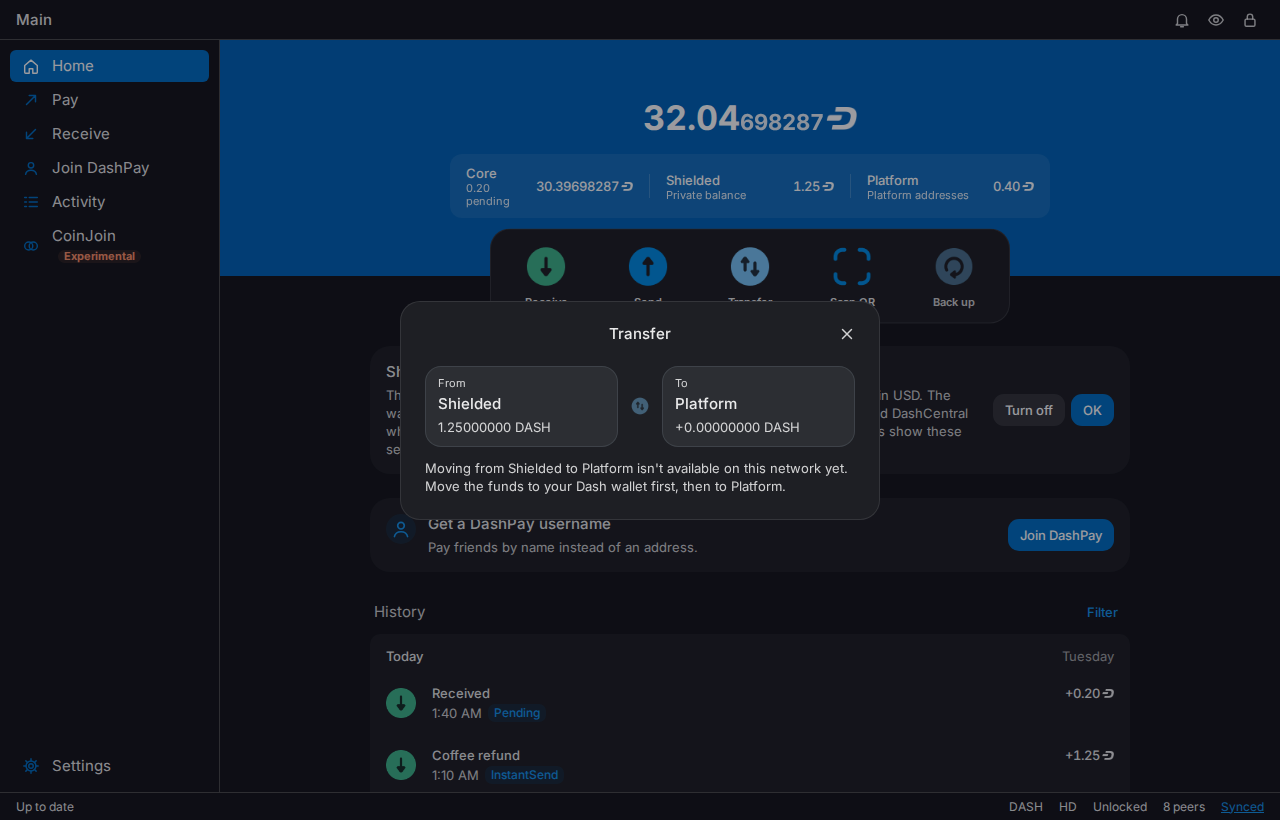 Main
Home
Pay
Receive
Join DashPay
Activity
CoinJoin
Experimental
Settings
32.04698287
Core
0.20
pending
30.39698287
Shielded
Private balance
1.25
Platform
Platform addresses
0.40
Receive
Send
Transfer
Scan QR
Back up
Transfer
From
Shielded
1.25000000 DASH
To
Platform
+0.00000000 DASH
Moving from Shielded to Platform isn't available on this network yet.
Move the funds to your Dash wallet first, then to Platform.
in USD. The
DashCentral
show these
Turn off
OK
Get a DashPay username
Pay friends by name instead of an address.
Join DashPay
History
Filter
Today
Tuesday
Received
1:40 AM
Pending
+0.20
Coffee refund
1:10 AM
InstantSend
+1.25
Up to date
DASH
HD
Unlocked
8 peers
Synced